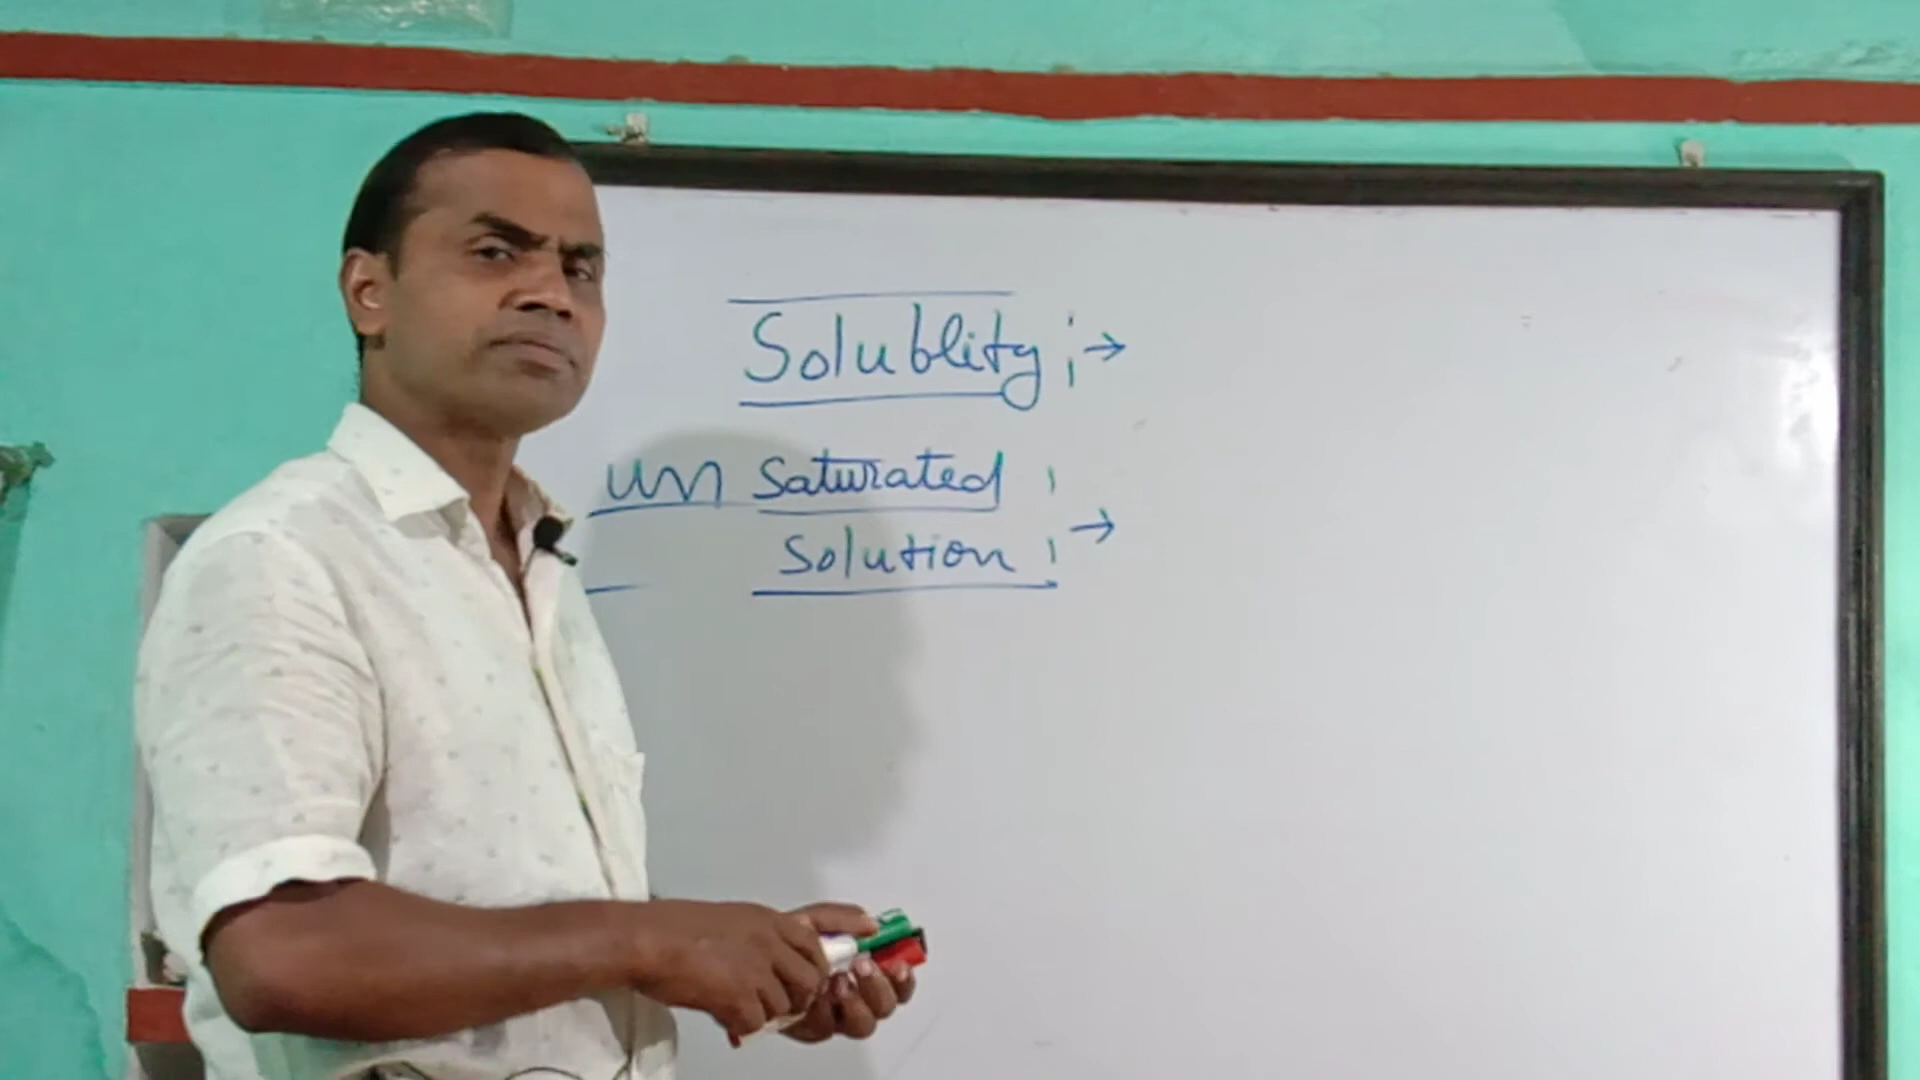 Solublity :→
un saturated :
solution : →